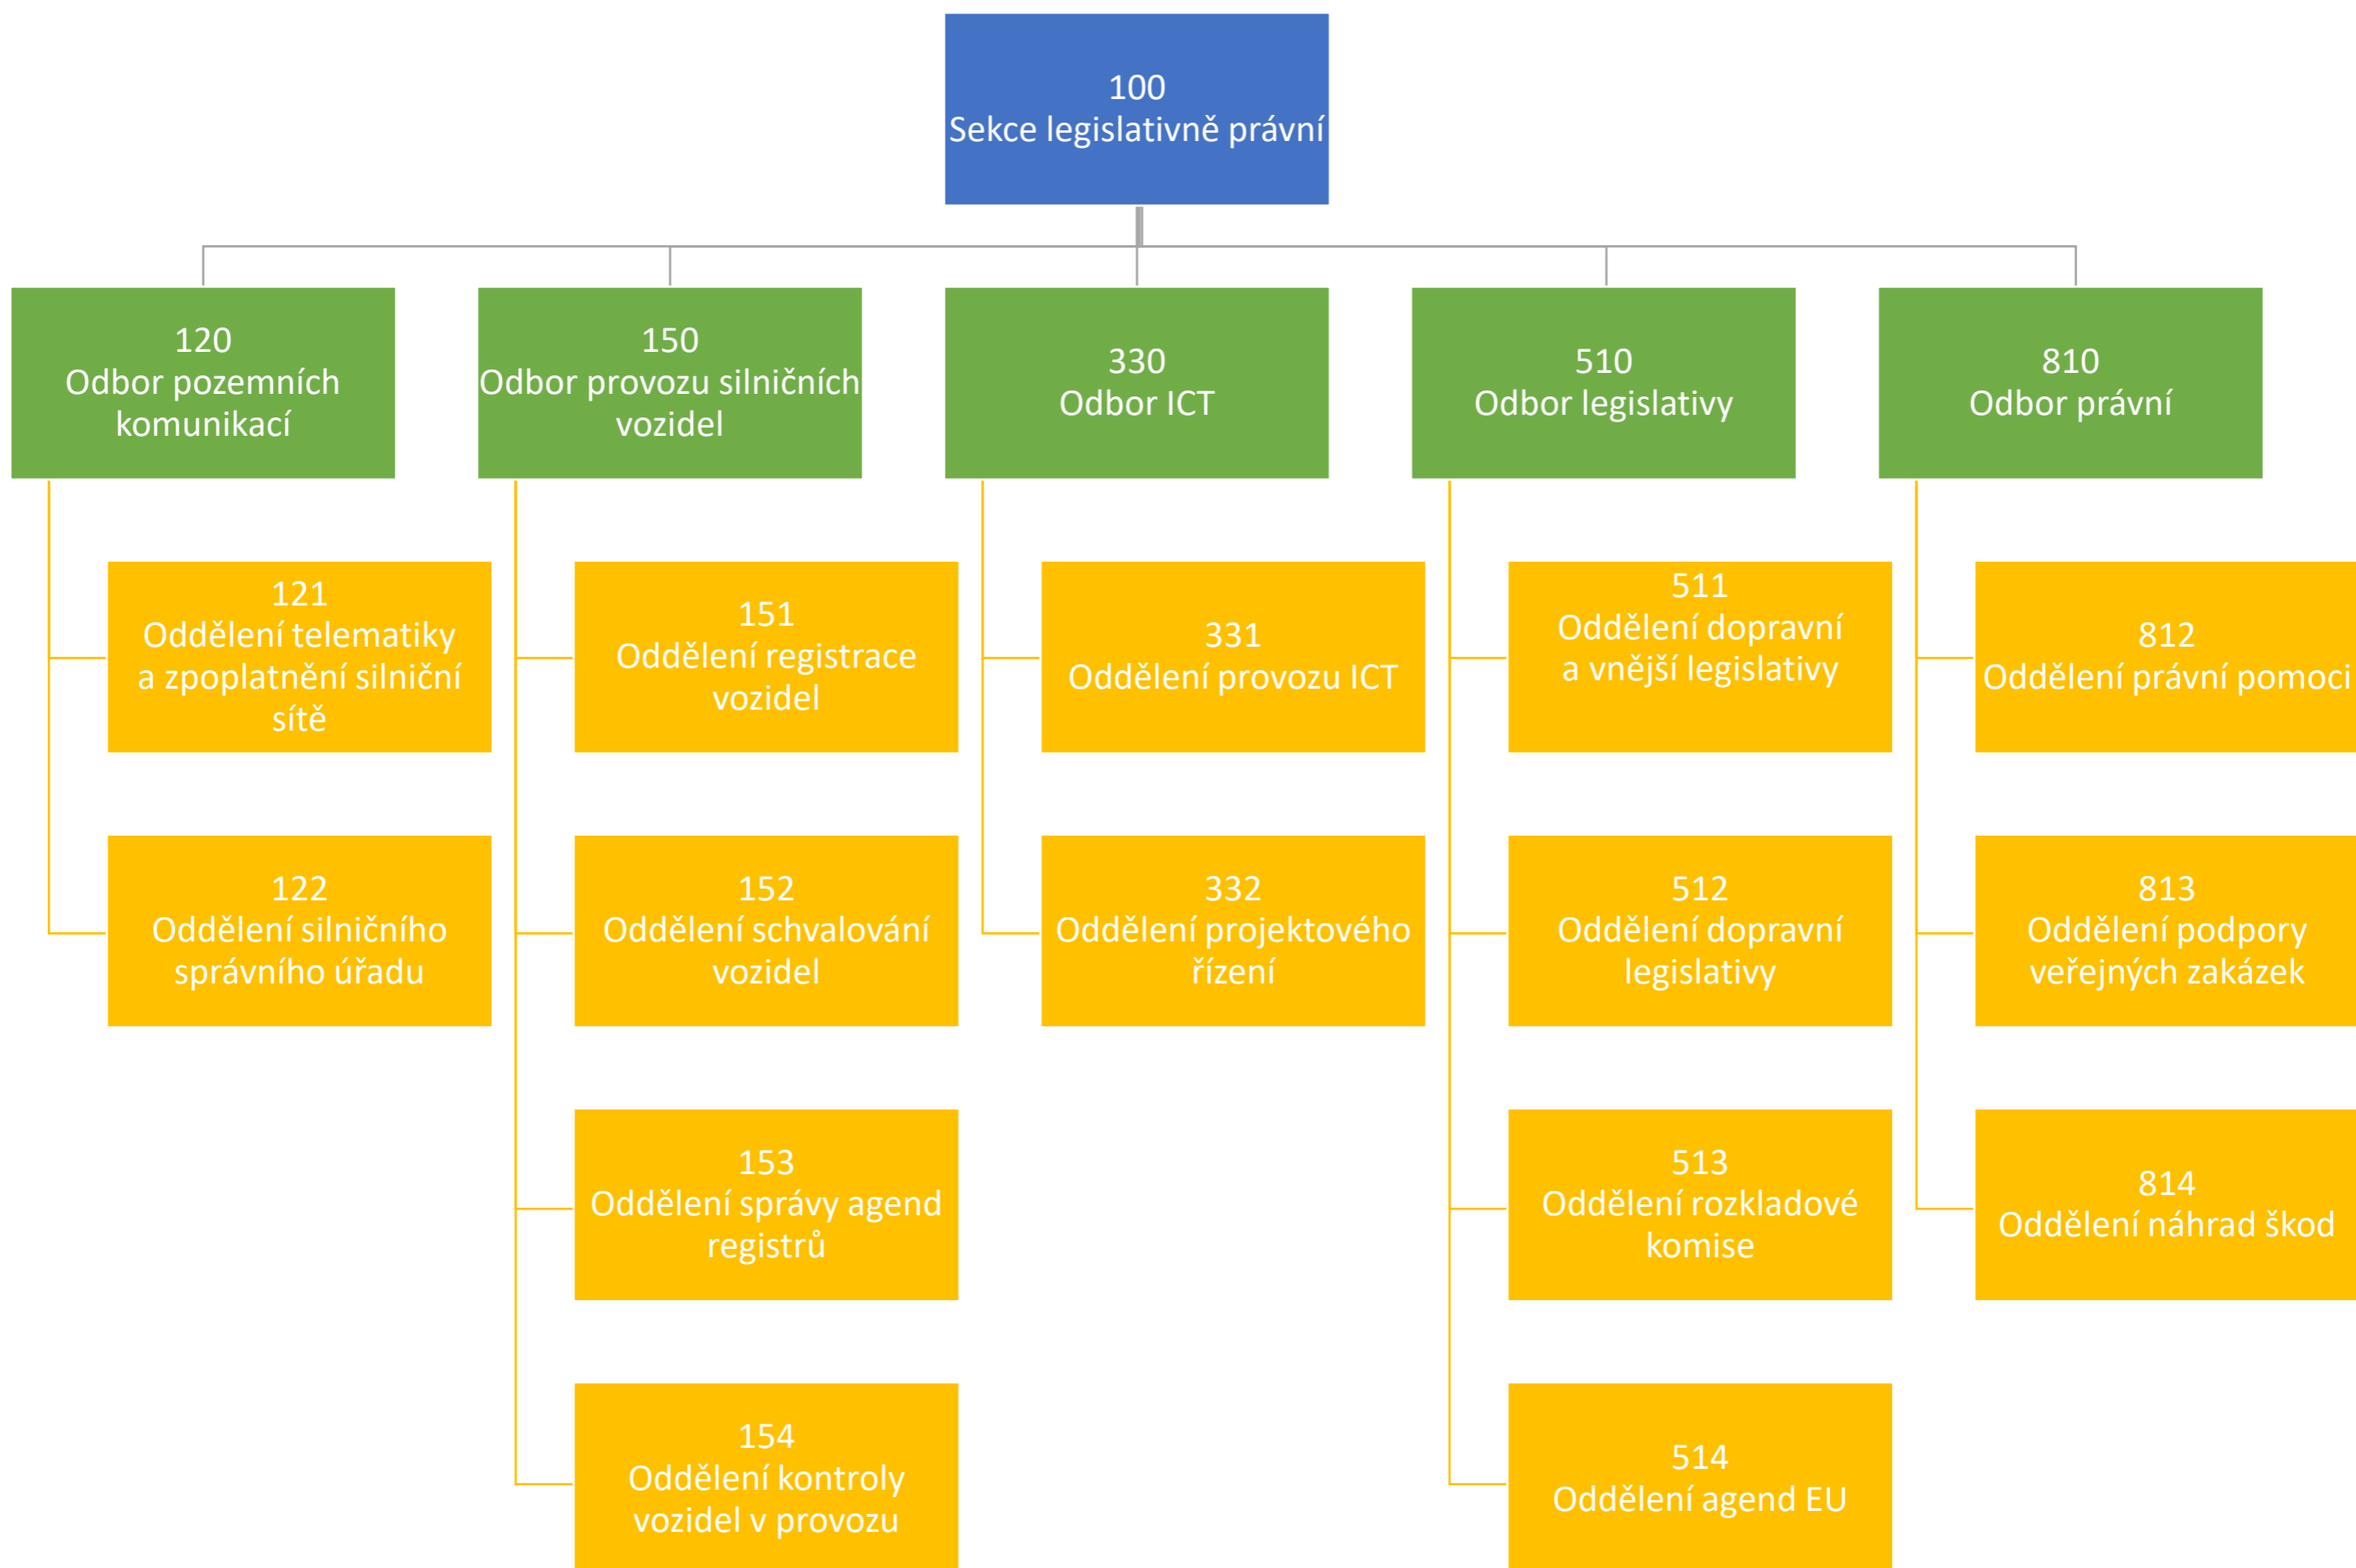 100
Sekce legislativně právní
120
Odbor pozemních
komunikací
150
Odbor provozu silničních
vozidel
330
Odbor ICT
510
Odbor legislativy
810
Odbor právní
121
Oddělení telematiky
a zpoplatnění silniční
sítě
122
Oddělení silničního
správního úřadu
151
Oddělení registrace
vozidel
152
Oddělení schvalování
vozidel
153
Oddělení správy agend
registrů
154
Oddělení kontroly
vozidel v provozu
331
Oddělení provozu ICT
332
Oddělení projektového
řízení
511
Oddělení dopravní
a vnější legislativy
512
Oddělení dopravní
legislativy
513
Oddělení rozkladové
komise
514
Oddělení agend EU
812
Oddělení právní pomoci
813
Oddělení podpory
veřejných zakázek
814
Oddělení náhrad škod